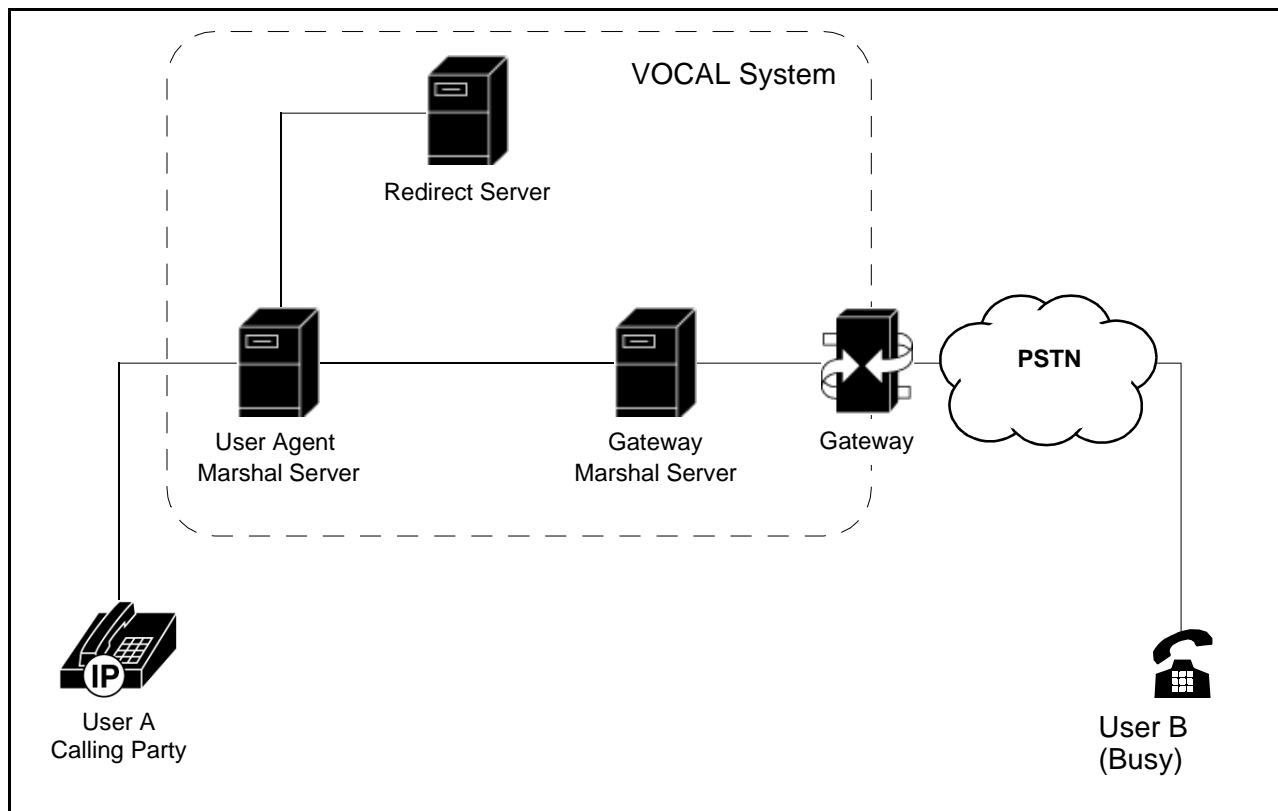 VOCAL System
Redirect Server
PSTN
User Agent
Marshal Server
Gateway
Marshal Server
Gateway
IP
User A
Calling Party
User B
(Busy)